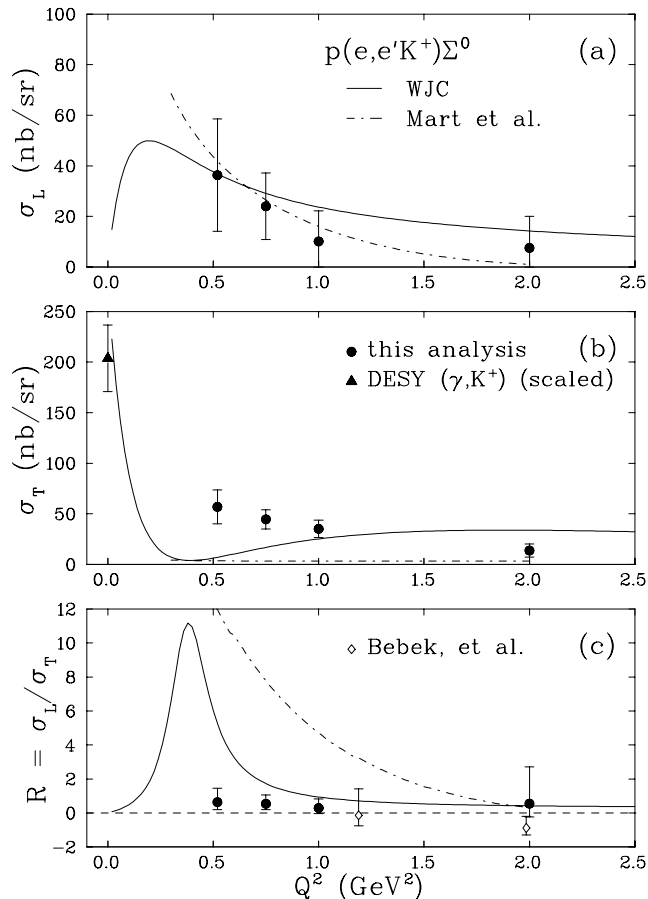 100
80
60
40
20
0
σ_L (nb/sr)
p(e,e′K⁺)Σ⁰
(a)
WJC
Mart et al.
0.0 0.5 1.0 1.5 2.0 2.5
250
200
150
100
50
0
σ_T (nb/sr)
(b)
this analysis
DESY (γ,K⁺) (scaled)
0.0 0.5 1.0 1.5 2.0 2.5
12
10
8
6
4
2
0
−2
R = σ_L/σ_T
(c)
Bebek, et al.
0.0 0.5 1.0 1.5 2.0 2.5
Q² (GeV²)